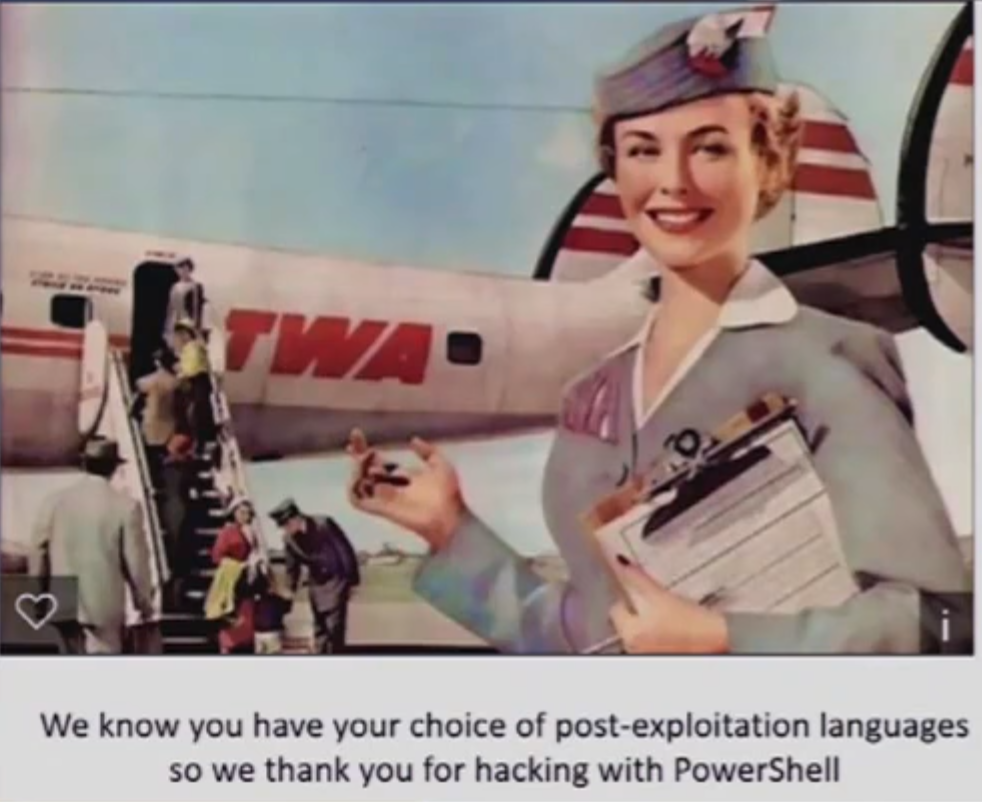 TWA
i
We know you have your choice of post-exploitation languages
so we thank you for hacking with PowerShell